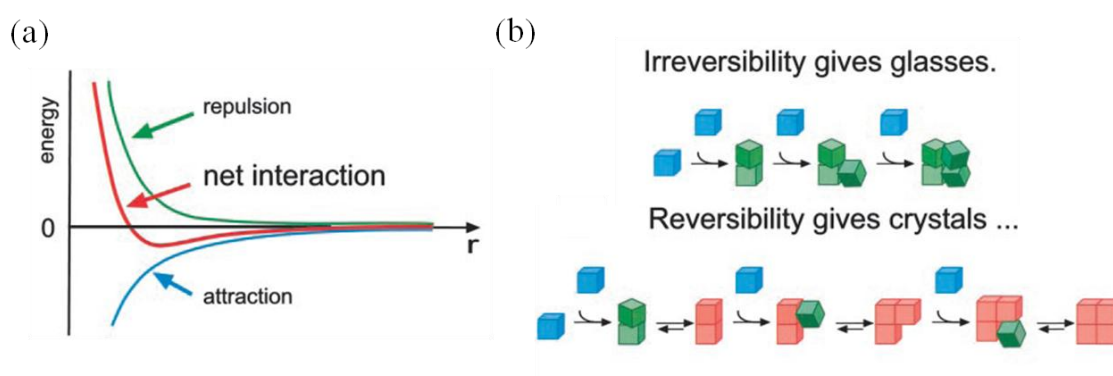 (a)
energy
0
repulsion
net interaction
attraction
r
(b)
Irreversibility gives glasses.
Reversibility gives crystals ...